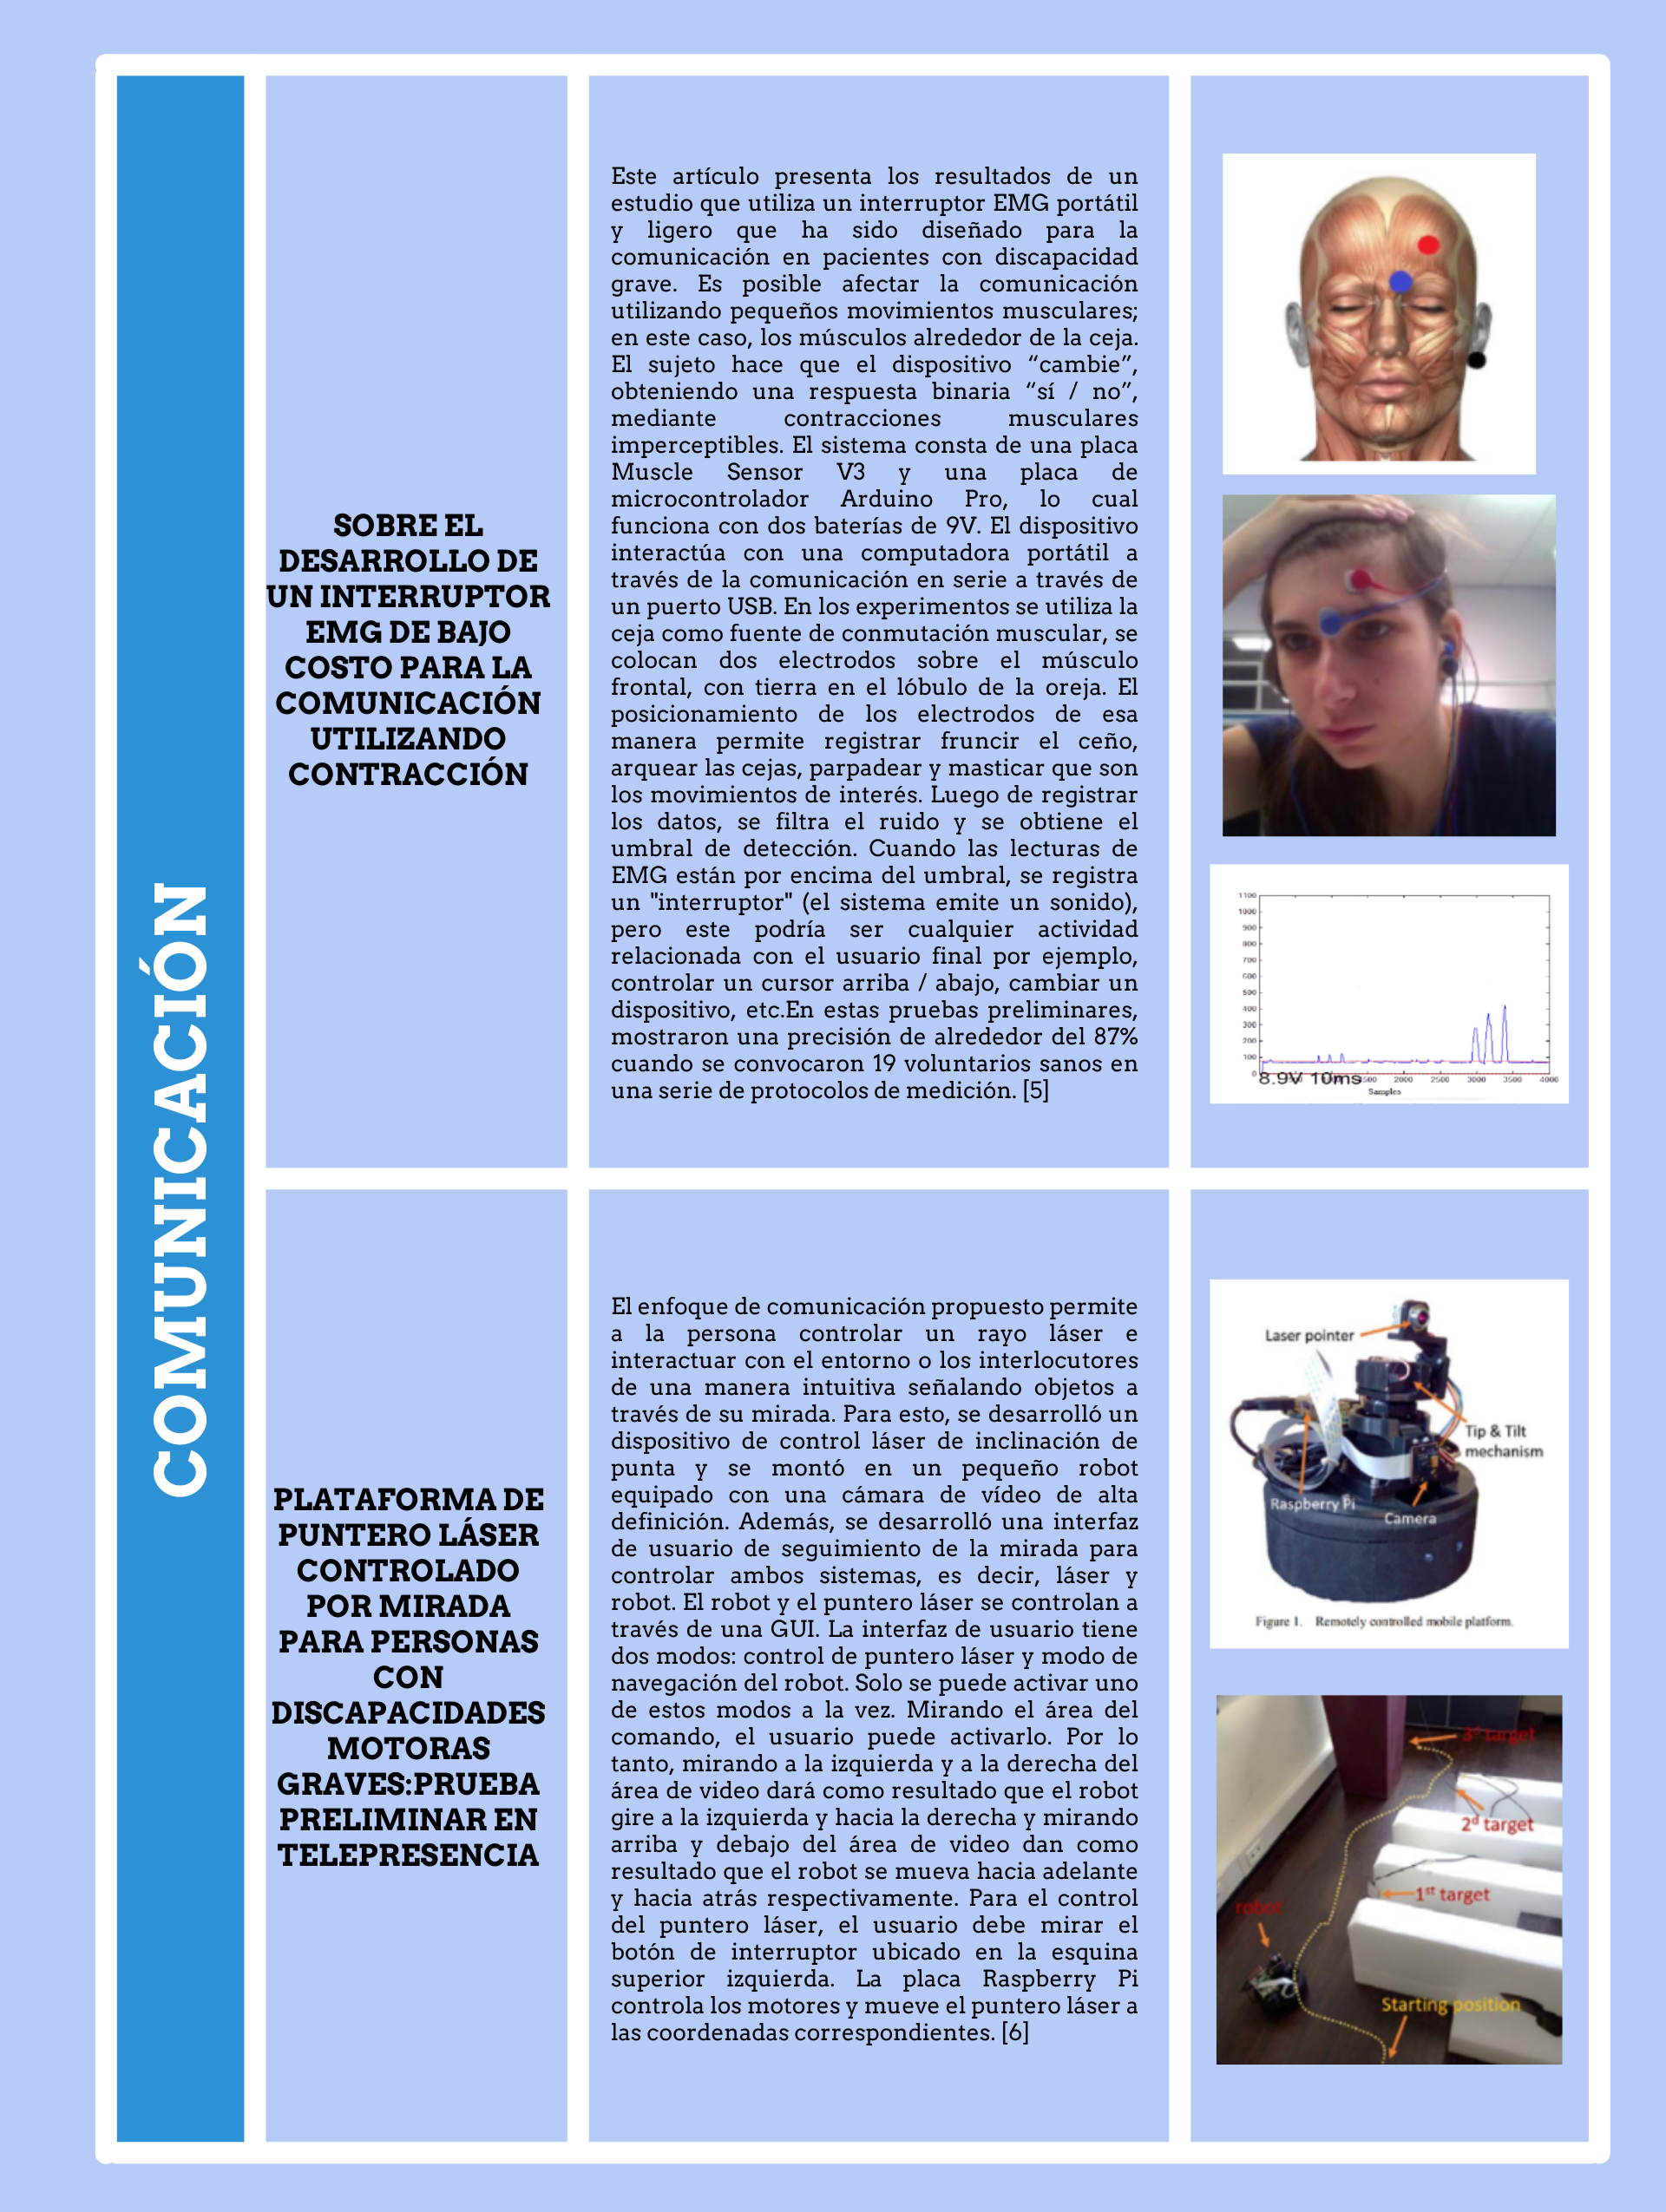 COMUNICACIÓN
SOBRE EL
DESARROLLO DE
UN INTERRUPTOR
EMG DE BAJO
COSTO PARA LA
COMUNICACIÓN
UTILIZANDO
CONTRACCIÓN
Este artículo presenta los resultados de un
estudio que utiliza un interruptor EMG portátil
y ligero que ha sido diseñado para la
comunicación en pacientes con discapacidad
grave. Es posible afectar la comunicación
utilizando pequeños movimientos musculares;
en este caso, los músculos alrededor de la ceja.
El sujeto hace que el dispositivo “cambie”,
obteniendo una respuesta binaria “sí / no”,
mediante contracciones musculares
imperceptibles. El sistema consta de una placa
Muscle Sensor V3 y una placa de
microcontrolador Arduino Pro, lo cual
funciona con dos baterías de 9V. El dispositivo
interactúa con una computadora portátil a
través de la comunicación en serie a través de
un puerto USB. En los experimentos se utiliza la
ceja como fuente de conmutación muscular, se
colocan dos electrodos sobre el músculo
frontal, con tierra en el lóbulo de la oreja. El
posicionamiento de los electrodos de esa
manera permite registrar fruncir el ceño,
arquear las cejas, parpadear y masticar que son
los movimientos de interés. Luego de registrar
los datos, se filtra el ruido y se obtiene el
umbral de detección. Cuando las lecturas de
EMG están por encima del umbral, se registra
un "interruptor" (el sistema emite un sonido),
pero este podría ser cualquier actividad
relacionada con el usuario final por ejemplo,
controlar un cursor arriba / abajo, cambiar un
dispositivo, etc.En estas pruebas preliminares,
mostraron una precisión de alrededor del 87%
cuando se convocaron 19 voluntarios sanos en
una serie de protocolos de medición. [5]
1100
1000
900
800
700
600
500
400
300
200
100
0
8.9V 10ms
2000 2500 3000 3500 4000
Samples
PLATAFORMA DE
PUNTERO LÁSER
CONTROLADO
POR MIRADA
PARA PERSONAS
CON
DISCAPACIDADES
MOTORAS
GRAVES:PRUEBA
PRELIMINAR EN
TELEPRESENCIA
El enfoque de comunicación propuesto permite
a la persona controlar un rayo láser e
interactuar con el entorno o los interlocutores
de una manera intuitiva señalando objetos a
través de su mirada. Para esto, se desarrolló un
dispositivo de control láser de inclinación de
punta y se montó en un pequeño robot
equipado con una cámara de vídeo de alta
definición. Además, se desarrolló una interfaz
de usuario de seguimiento de la mirada para
controlar ambos sistemas, es decir, láser y
robot. El robot y el puntero láser se controlan a
través de una GUI. La interfaz de usuario tiene
dos modos: control de puntero láser y modo de
navegación del robot. Solo se puede activar uno
de estos modos a la vez. Mirando el área del
comando, el usuario puede activarlo. Por lo
tanto, mirando a la izquierda y a la derecha del
área de video dará como resultado que el robot
gire a la izquierda y hacia la derecha y mirando
arriba y debajo del área de video dan como
resultado que el robot se mueva hacia adelante
y hacia atrás respectivamente. Para el control
del puntero láser, el usuario debe mirar el
botón de interruptor ubicado en la esquina
superior izquierda. La placa Raspberry Pi
controla los motores y mueve el puntero láser a
las coordenadas correspondientes. [6]
Laser pointer
Tip & Tilt
mechanism
Raspberry Pi
Camera
Figure 1. Remotely controlled mobile platform.
target
2d target
1st target
robot
Starting position